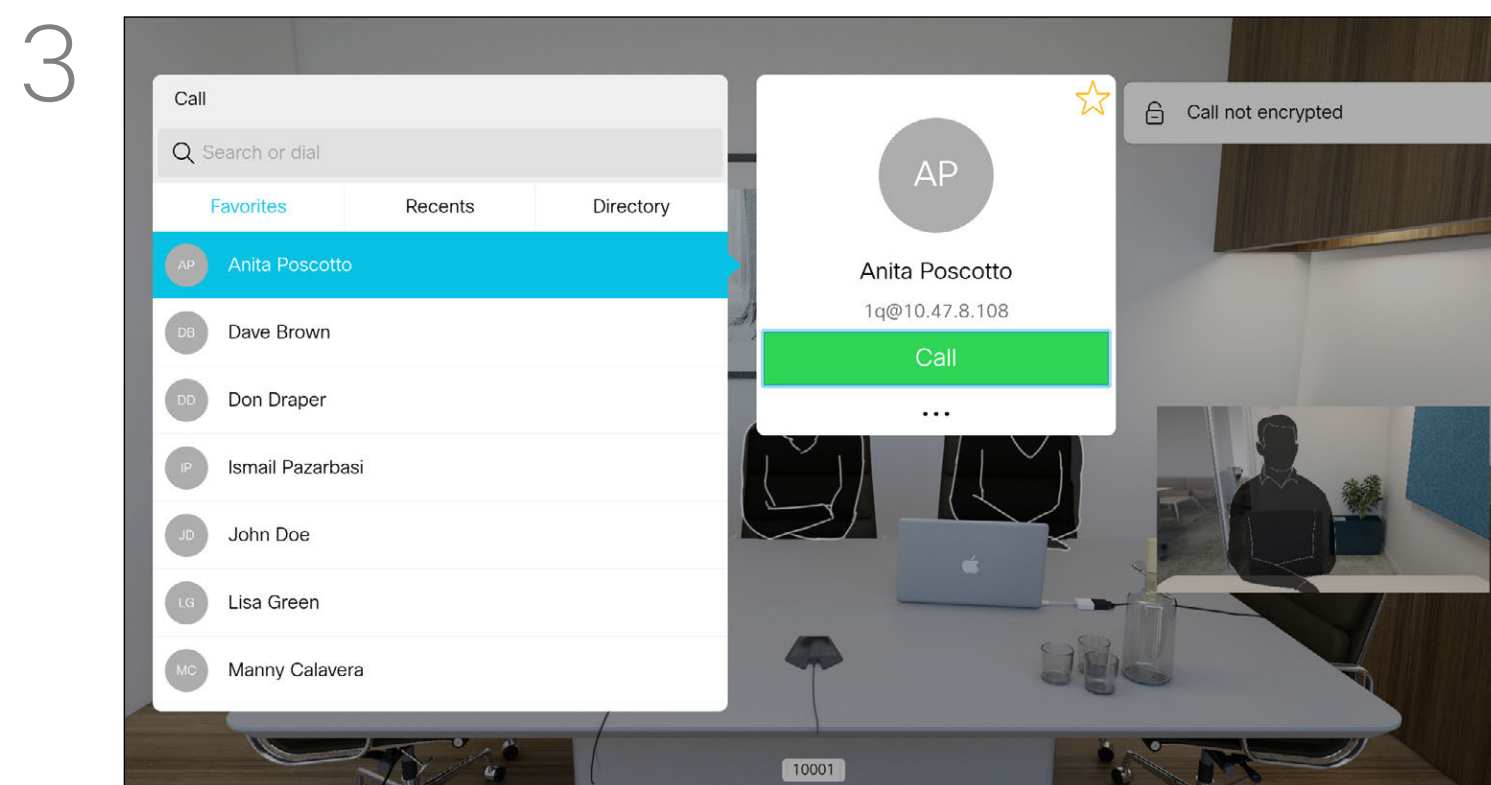 3
Call
Search or dial
Favorites Recents Directory
AP Anita Poscotto
DB Dave Brown
DD Don Draper
IP Ismail Pazarbasi
JD John Doe
LG Lisa Green
MC Manny Calavera
AP
Anita Poscotto
1q@10.47.8.108
Call
...
Call not encrypted
10001